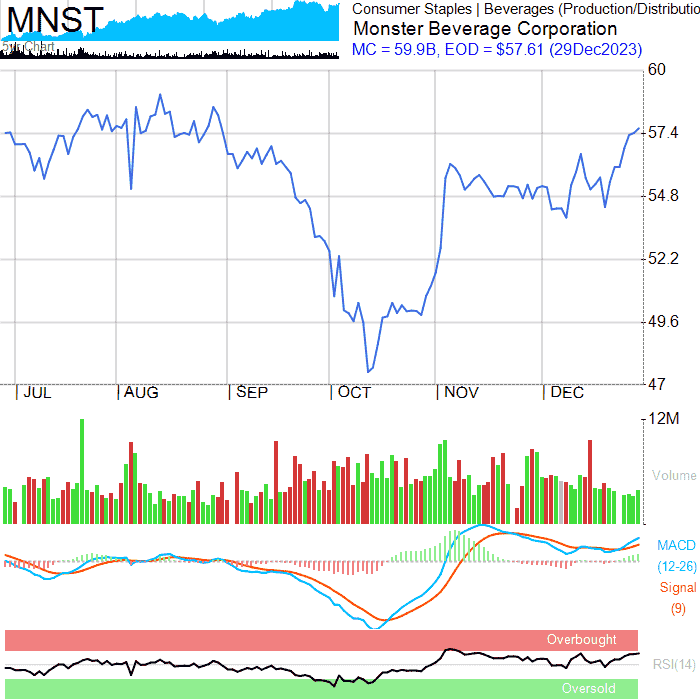 MNST
Consumer Staples | Beverages (Production/Distributio
Monster Beverage Corporation
MC = 59.9B, EOD = $57.61 (29Dec2023)
Chart
60
57.4
54.8
52.2
49.6
47
| JUL | AUG | SEP | OCT | NOV | DEC
12M
Volume
MACD
(12-26)
Signal
(9)
Overbought
RSI(14)
Oversold